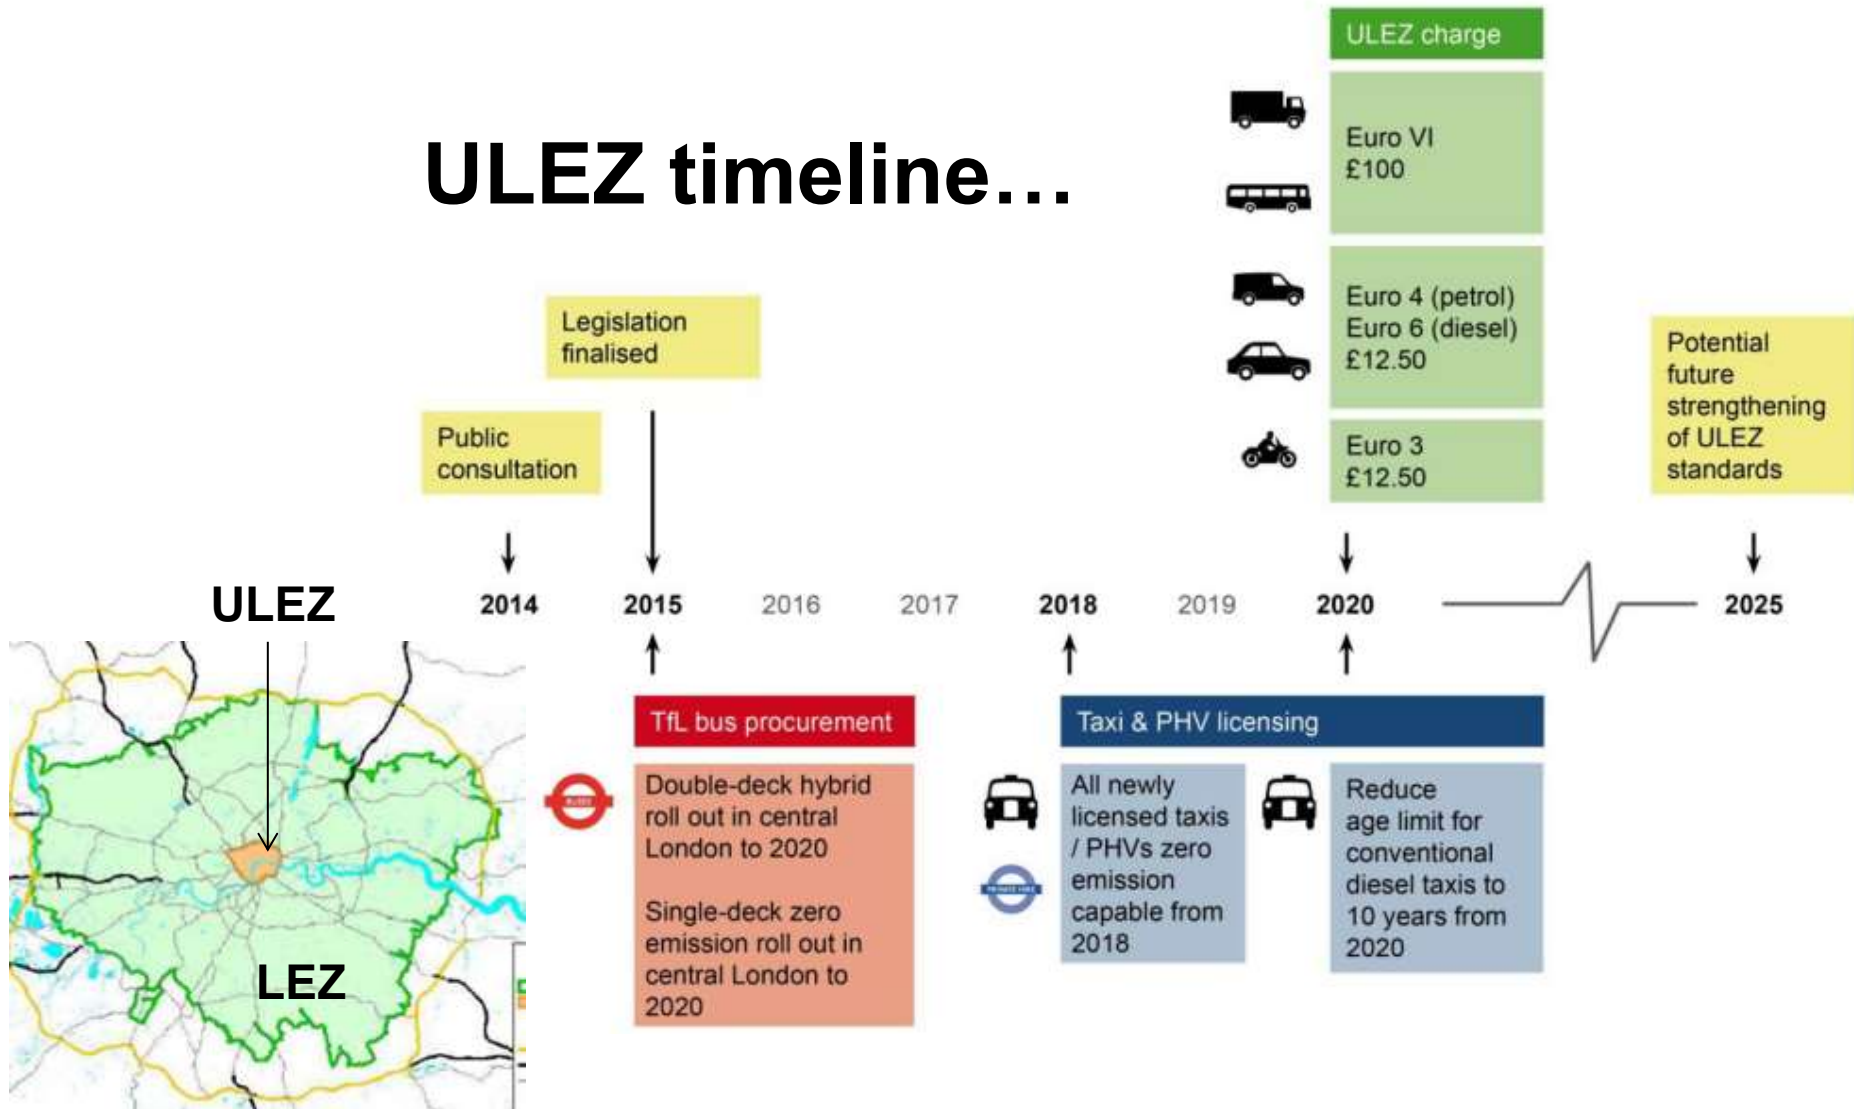 ULEZ timeline…
ULEZ charge
Euro VI
£100
Euro 4 (petrol)
Euro 6 (diesel)
£12.50
Euro 3
£12.50
Legislation
finalised
Public
consultation
Potential
future
strengthening
of ULEZ
standards
ULEZ
2014
2015
2016
2017
2018
2019
2020
2025
LEZ
TfL bus procurement
Double-deck hybrid
roll out in central
London to 2020
Single-deck zero
emission roll out in
central London to
2020
Taxi & PHV licensing
PRIVATE HIRE
All newly
licensed taxis
/ PHVs zero
emission
capable from
2018
Reduce
age limit for
conventional
diesel taxis to
10 years from
2020